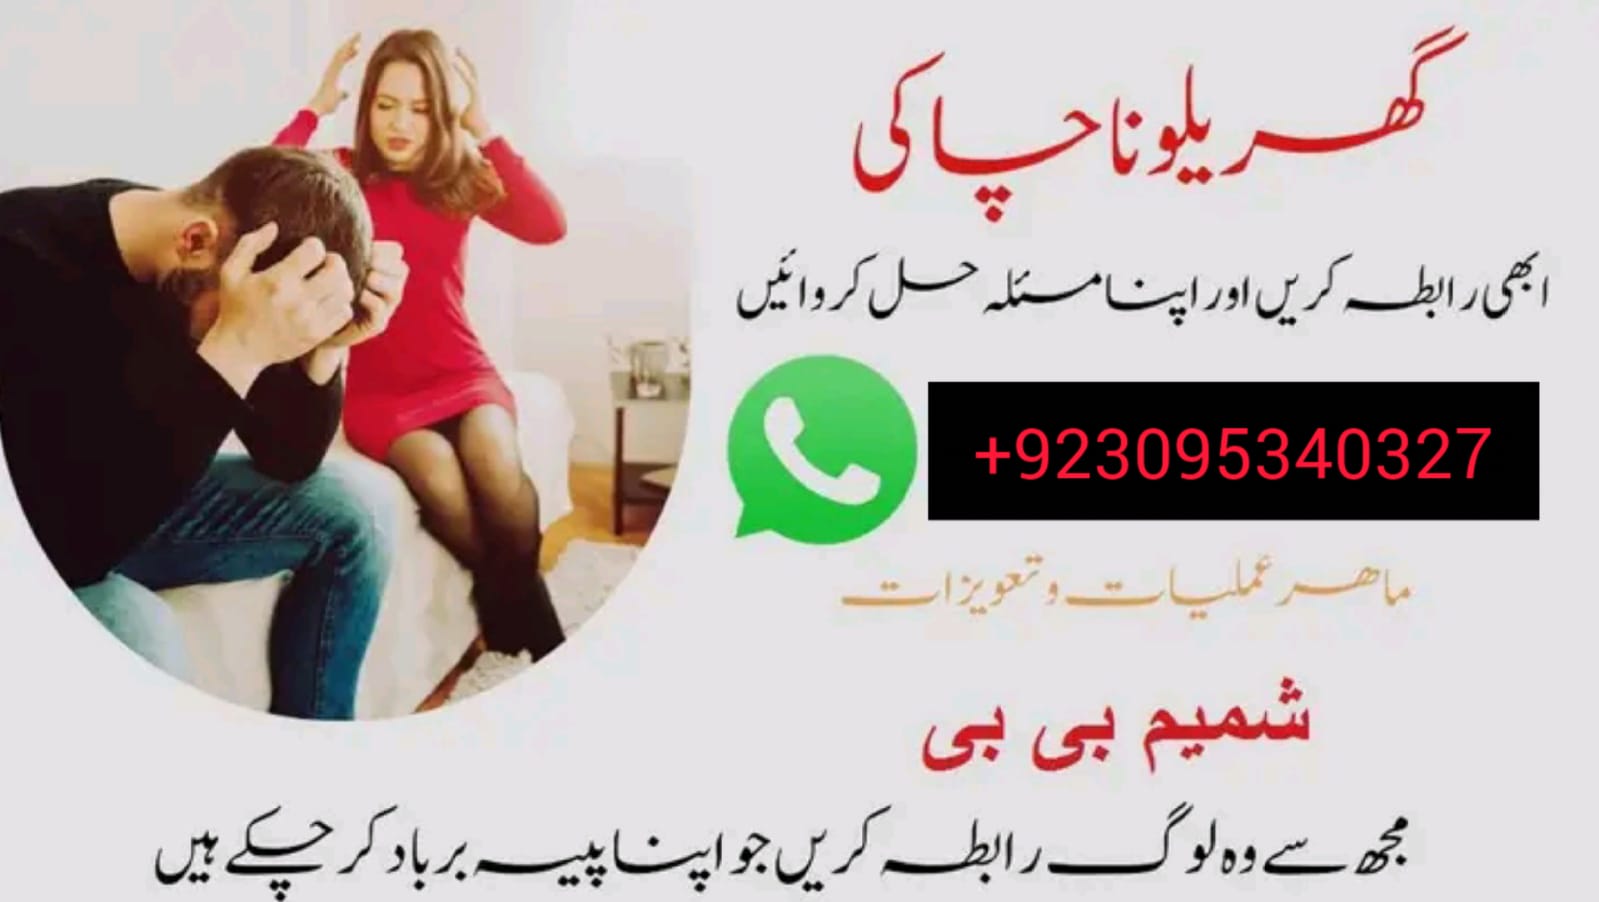 گھریلو ناچاکی
ابھی رابطہ کریں اور اپنا مسئلہ حل کروائیں
+923095340327
ماھر عملیات و تعویزات
شمیم بی بی
مجھ سے وہ لوگ رابطہ کریں جو اپنا پیسہ برباد کر چکے ہیں